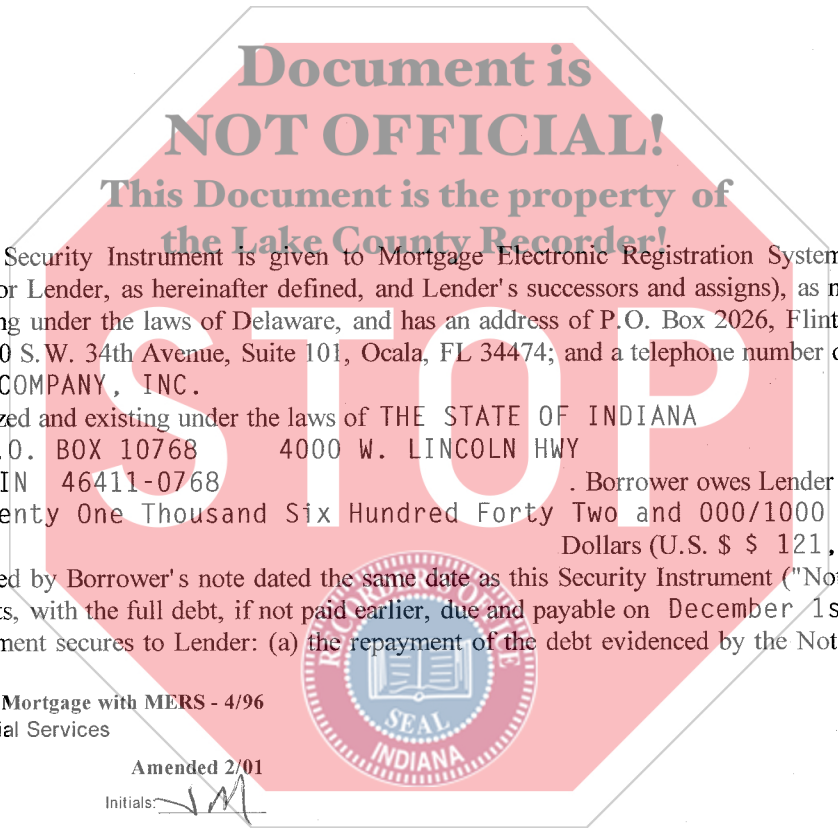 Document is
NOT OFFICIAL!
This Document is the property of
the Lake County Recorder!
Security Instrument is given to Mortgage Electronic Registration System
or Lender, as hereinafter defined, and Lender's successors and assigns), as
ng under the laws of Delaware, and has an address of P.O. Box 2026, Flint
0 S.W. 34th Avenue, Suite 101, Ocala, FL 34474; and a telephone number
COMPANY, INC.
zed and existing under the laws of THE STATE OF INDIANA
.O. BOX 10768 4000 W. LINCOLN HWY
IN 46411-0768 . Borrower owes Lender
enty One Thousand Six Hundred Forty Two and 000/1000
Dollars (U.S. $ $ 121,
ed by Borrower's note dated the same date as this Security Instrument ("No
ts, with the full debt, if not paid earlier, due and payable on December 1s
ment secures to Lender: (a) the repayment of the debt evidenced by the Not
STOP
RECORDER'S OFFICE
SEAL
INDIANA
Mortgage with MERS - 4/96
ial Services
Amended 2/01
Initials: JM